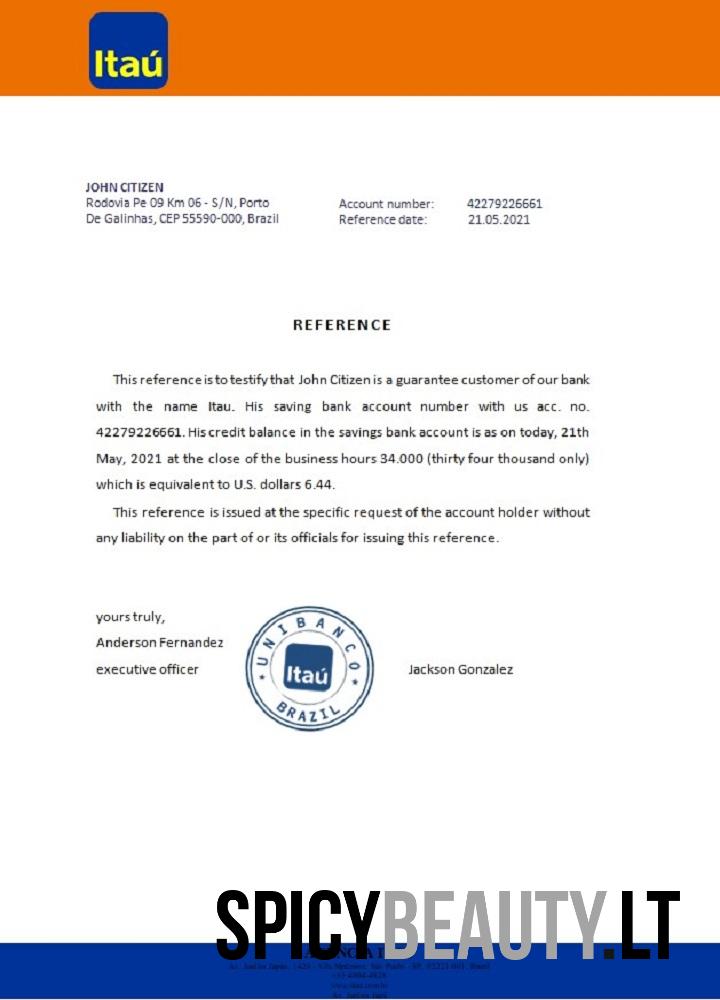 Itaú
JOHN CITIZEN
Rodovia Pe 09 Km 06 - S/N, Porto
De Galinhas, CEP 55590-000, Brazil
Account number: 42279226661
Reference date: 21.05.2021
REFERENCE
This reference is to testify that John Citizen is a guarantee customer of our bank
with the name Itau. His saving bank account number with us acc. no.
42279226661. His credit balance in the savings bank account is as on today, 21th
May, 2021 at the close of the business hours 34.000 (thirty four thousand only)
which is equivalent to U.S. dollars 6.44.
This reference is issued at the specific request of the account holder without
any liability on the part of or its officials for issuing this reference.
yours truly,
Anderson Fernandez
executive officer
UNIBANCO
Itaú
BRAZIL
Jackson Gonzalez
SPICYBEAUTY.LT
www.itau.com.br